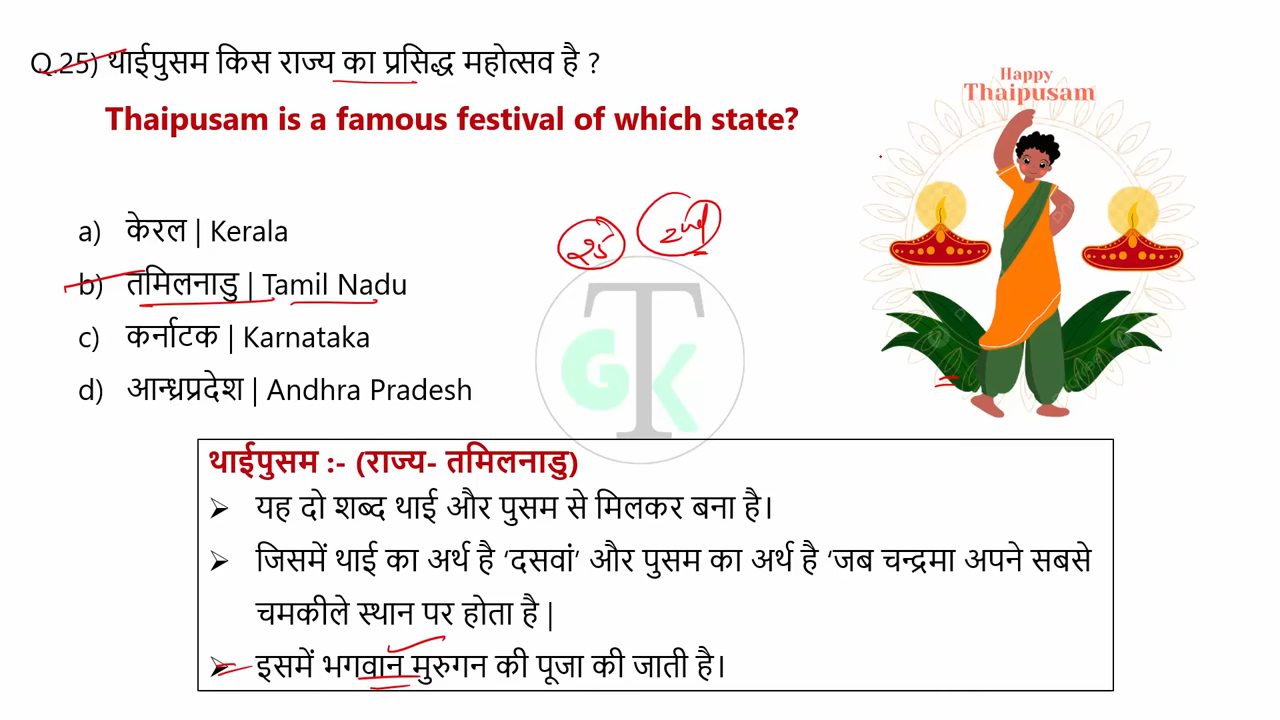 Q.25) थाईपुसम किस राज्य का प्रसिद्ध महोत्सव है ?
Happy
Thaipusam
Thaipusam is a famous festival of which state?
a) केरल | Kerala
2nd
b) तमिलनाडु | Tamil Nadu
c) कर्नाटक | Karnataka
d) आन्ध्रप्रदेश | Andhra Pradesh
TGK
थाईपुसम :- (राज्य- तमिलनाडु)
➢ यह दो शब्द थाई और पुसम से मिलकर बना है।
➢ जिसमें थाई का अर्थ है ‘दसवां’ और पुसम का अर्थ है ‘जब चन्द्रमा अपने सबसे
चमकीले स्थान पर होता है |
➢ इसमें भगवान मुरुगन की पूजा की जाती है।